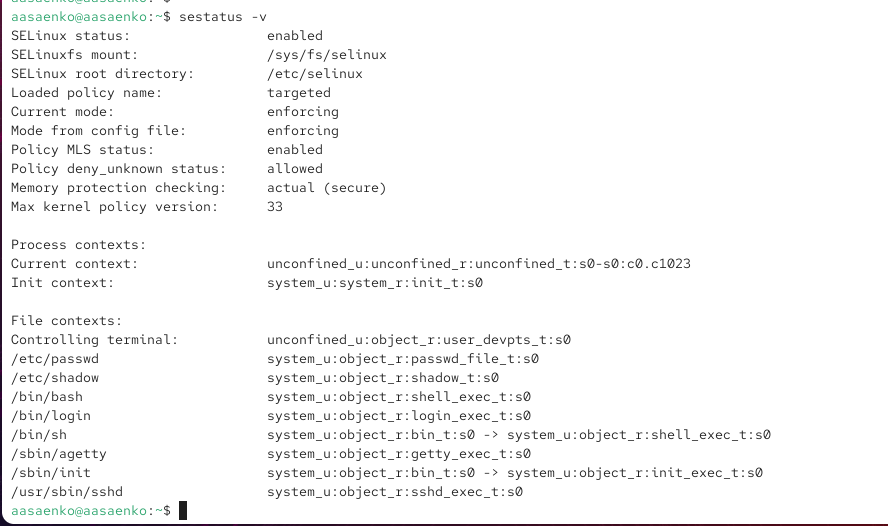 aasaenko@aasaenko:~$ sestatus -v
SELinux status:                 enabled
SELinuxfs mount:                /sys/fs/selinux
SELinux root directory:         /etc/selinux
Loaded policy name:             targeted
Current mode:                   enforcing
Mode from config file:          enforcing
Policy MLS status:              enabled
Policy deny_unknown status:     allowed
Memory protection checking:     actual (secure)
Max kernel policy version:      33

Process contexts:
Current context:                unconfined_u:unconfined_r:unconfined_t:s0-s0:c0.c1023
Init context:                   system_u:system_r:init_t:s0

File contexts:
Controlling terminal:           unconfined_u:object_r:user_devpts_t:s0
/etc/passwd                     system_u:object_r:passwd_file_t:s0
/etc/shadow                     system_u:object_r:shadow_t:s0
/bin/bash                       system_u:object_r:shell_exec_t:s0
/bin/login                      system_u:object_r:login_exec_t:s0
/bin/sh                         system_u:object_r:bin_t:s0 -> system_u:object_r:shell_exec_t:s0
/sbin/agetty                    system_u:object_r:getty_exec_t:s0
/sbin/init                      system_u:object_r:bin_t:s0 -> system_u:object_r:init_exec_t:s0
/usr/sbin/sshd                  system_u:object_r:sshd_exec_t:s0
aasaenko@aasaenko:~$